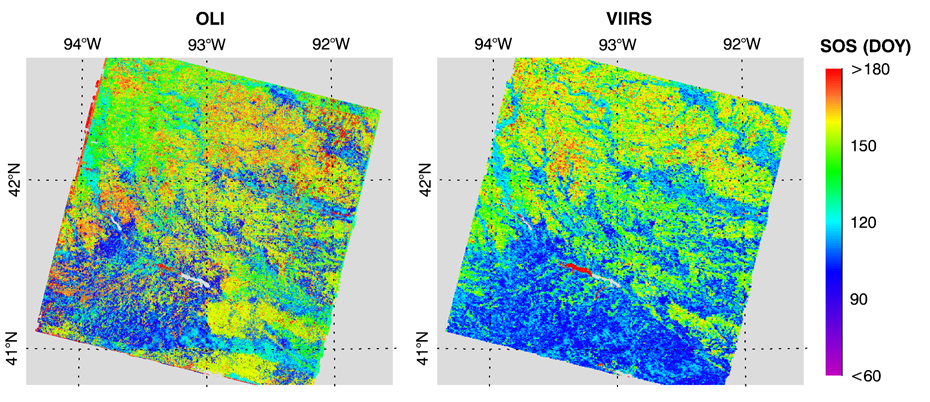 OLI
VIIRS
94°W
93°W
92°W
94°W
93°W
92°W
SOS (DOY)
>180
150
120
90
<60
42°N
41°N
42°N
41°N